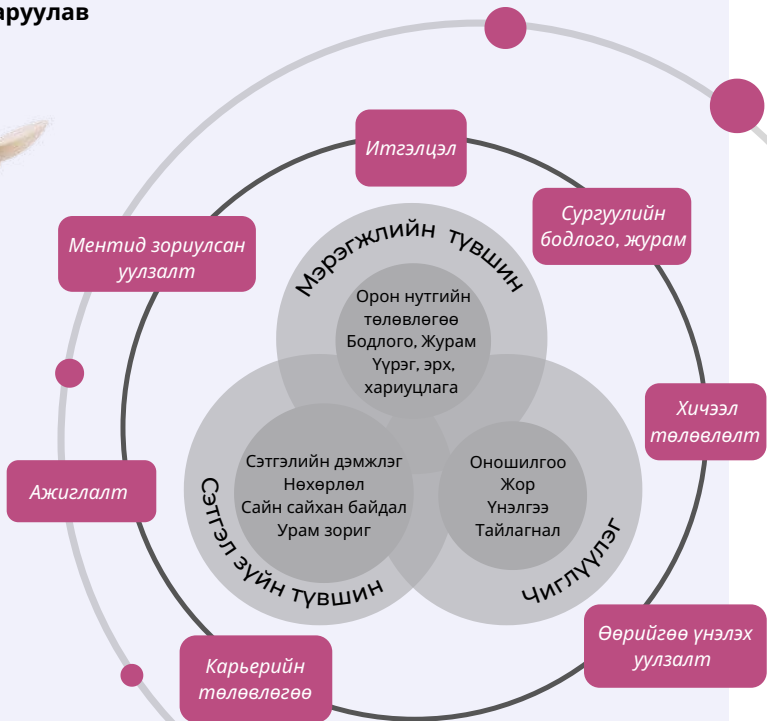 аруулав
Итгэлцэл
Сургуулийн
бодлого, журам
Ментид зориулсан
уулзалт
Мэрэгжлийн түвшин
Орон нутгийн
төлөвлөгөө
Бодлого, Журам
Үүрэг, эрх,
хариуцлага
Хичээл
төлөвлөлт
Ажиглалт
Сэтгэлийн дэмжлэг
Нөхөрлөл
Сайн сайхан байдал
Урам зориг
Сэтгэл зүйн түвшин
Оношилгоо
Жор
Үнэлгээ
Тайлагнал
Чиглүүлэг
Өөрийгөө үнэлэх
уулзалт
Карьерийн
төлөвлөгөө